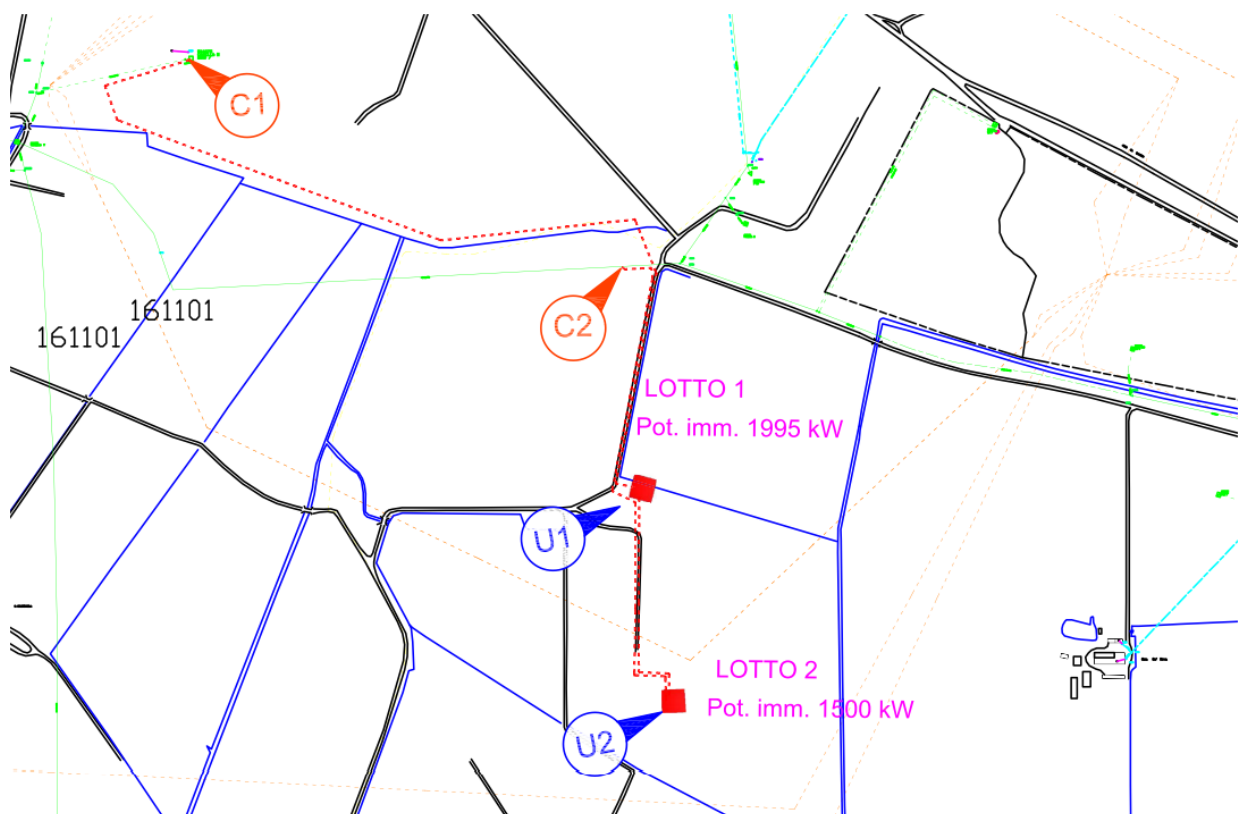 C1
161101
161101
C2
LOTTO 1
Pot. imm. 1995 kW
U1
LOTTO 2
Pot. imm. 1500 kW
U2